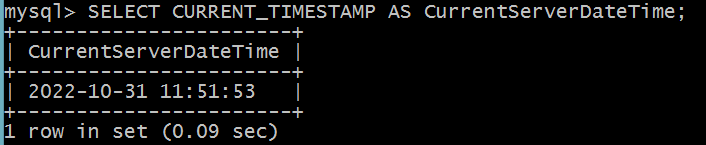 mysql> SELECT CURRENT_TIMESTAMP AS CurrentServerDateTime;
+-----------------------+
| CurrentServerDateTime |
+-----------------------+
| 2022-10-31 11:51:53   |
+-----------------------+
1 row in set (0.09 sec)